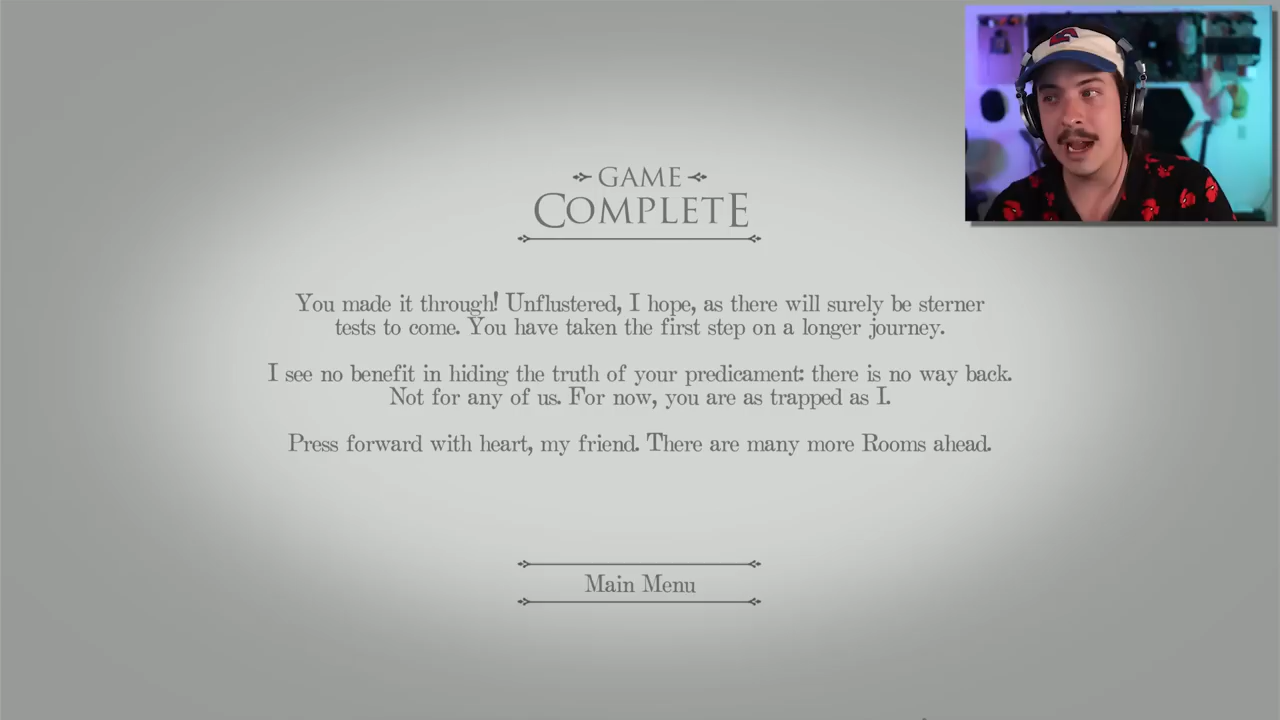 GAME
COMPLETE
You made it through! Unflustered, I hope, as there will surely be sterner
tests to come. You have taken the first step on a longer journey.
I see no benefit in hiding the truth of your predicament: there is no way back.
Not for any of us. For now, you are as trapped as I.
Press forward with heart, my friend. There are many more Rooms ahead.
Main Menu